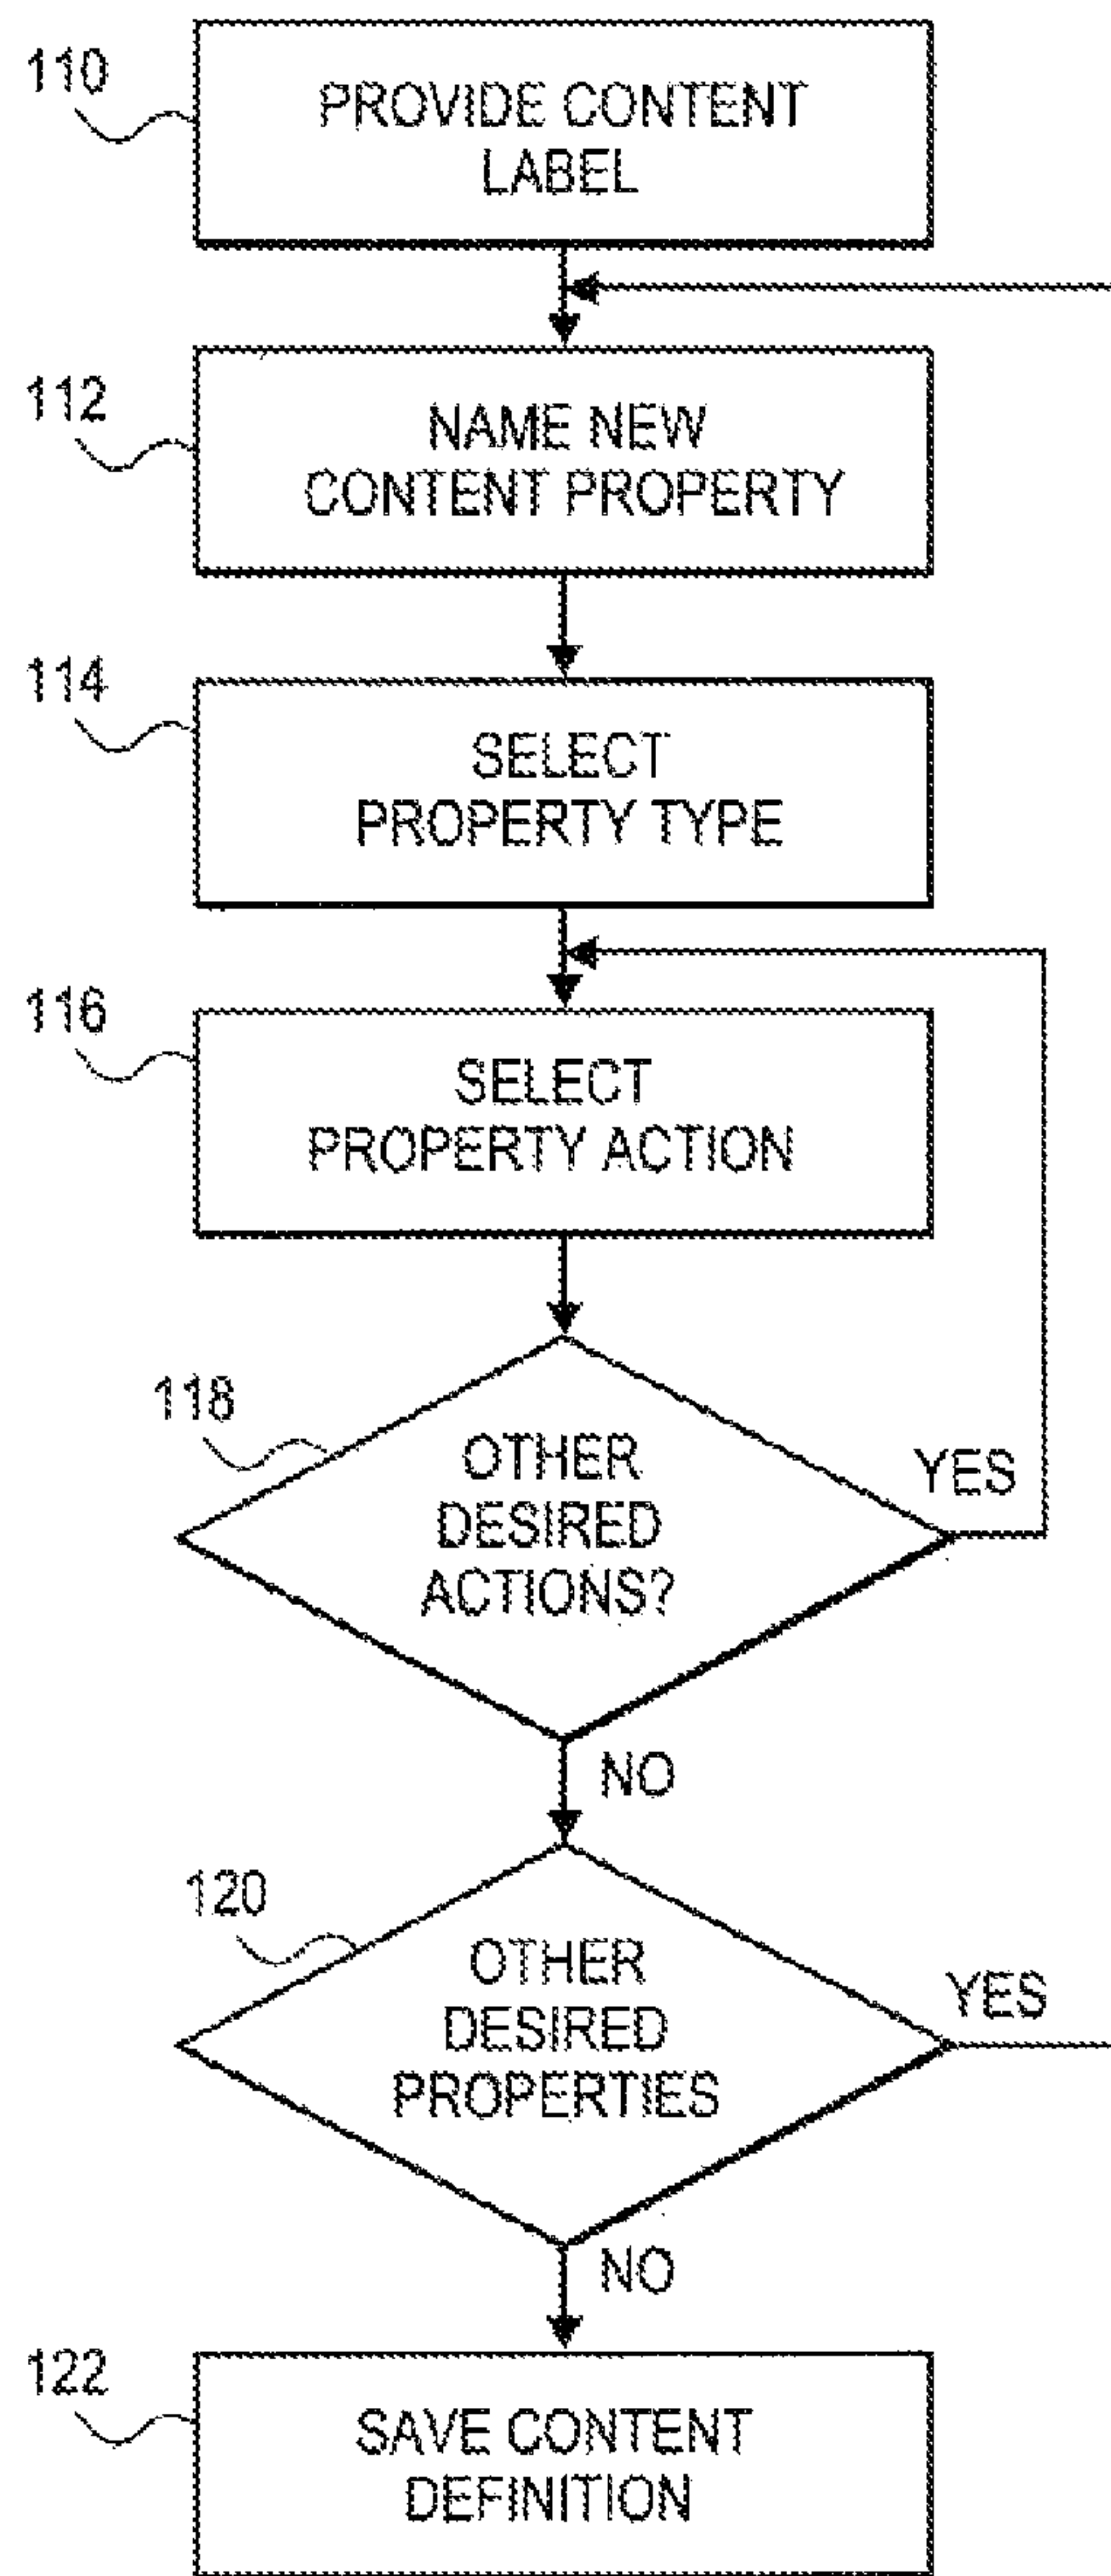 110
PROVIDE CONTENT
LABEL
112
NAME NEW
CONTENT PROPERTY
114
SELECT
PROPERTY TYPE
116
SELECT
PROPERTY ACTION
118
OTHER
DESIRED
ACTIONS?
YES
NO
120
OTHER
DESIRED
PROPERTIES
YES
NO
122
SAVE CONTENT
DEFINITION